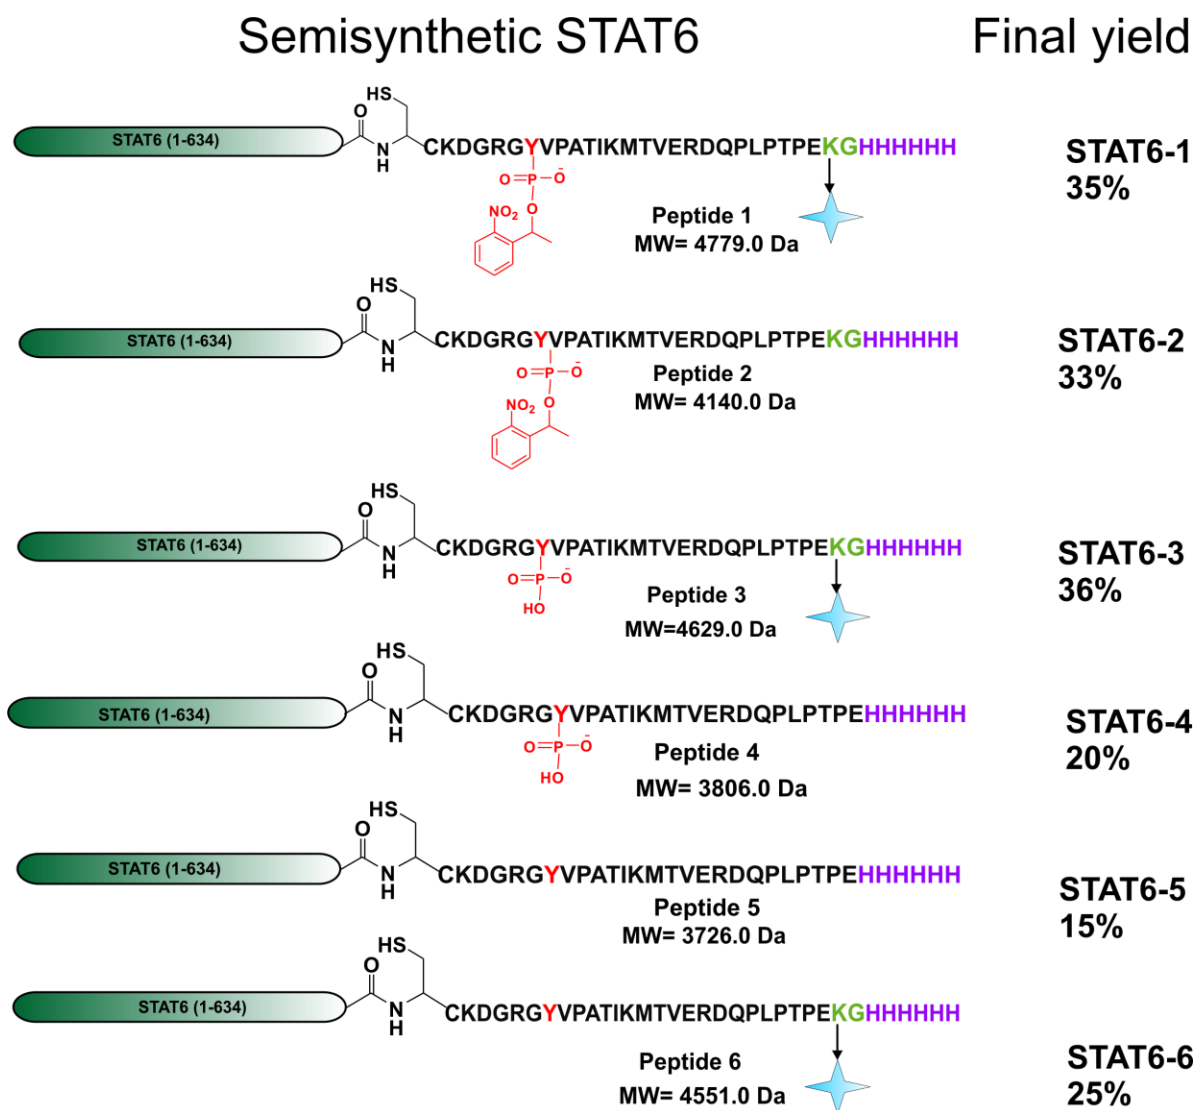 Semisynthetic STAT6 Final yield
HS
O
STAT6 (1-634)
N
H
CKDGRGYVPATIKMTVERDQPLPTPEKGHHHHHH
O=P-O-
NO2 O
Peptide 1
MW= 4779.0 Da
STAT6-1
35%
HS
O
STAT6 (1-634)
N
H
CKDGRGYVPATIKMTVERDQPLPTPEKGHHHHHH
O=P-O-
NO2 O
Peptide 2
MW= 4140.0 Da
STAT6-2
33%
HS
O
STAT6 (1-634)
N
H
CKDGRGYVPATIKMTVERDQPLPTPEKGHHHHHH
O=P-O-
HO
Peptide 3
MW=4629.0 Da
STAT6-3
36%
HS
O
STAT6 (1-634)
N
H
CKDGRGYVPATIKMTVERDQPLPTPEHHHHHH
O=P-O-
HO
Peptide 4
MW= 3806.0 Da
STAT6-4
20%
HS
O
STAT6 (1-634)
N
H
CKDGRGYVPATIKMTVERDQPLPTPEHHHHHH
Peptide 5
MW= 3726.0 Da
STAT6-5
15%
HS
O
STAT6 (1-634)
N
H
CKDGRGYVPATIKMTVERDQPLPTPEKGHHHHHH
Peptide 6
MW= 4551.0 Da
STAT6-6
25%